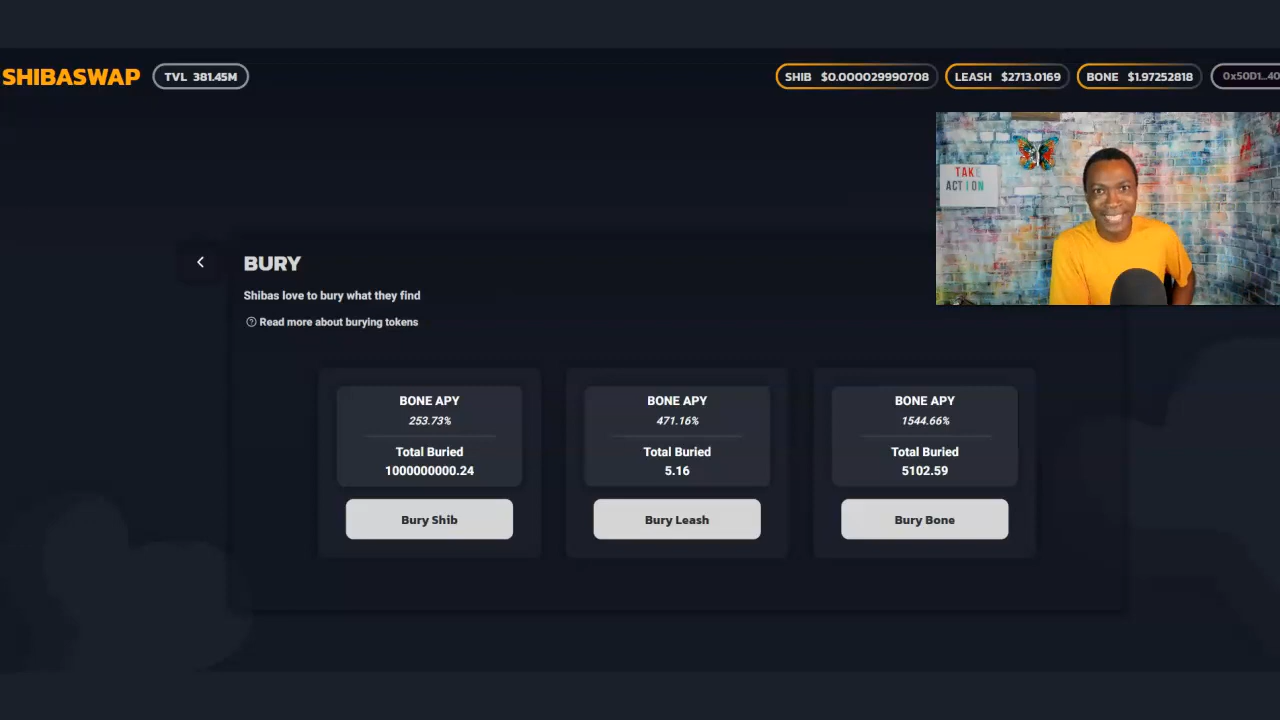 SHIBASWAP
TVL 381.45M
SHIB $0.000029990708
LEASH $2713.0169
BONE $1.97252818
0x50D1...40
TAKE
ACTION
BURY
Shibas love to bury what they find
Read more about burying tokens
BONE APY
253.73%
Total Buried
1000000000.24
Bury Shib
BONE APY
471.16%
Total Buried
5.16
Bury Leash
BONE APY
1544.66%
Total Buried
5102.59
Bury Bone